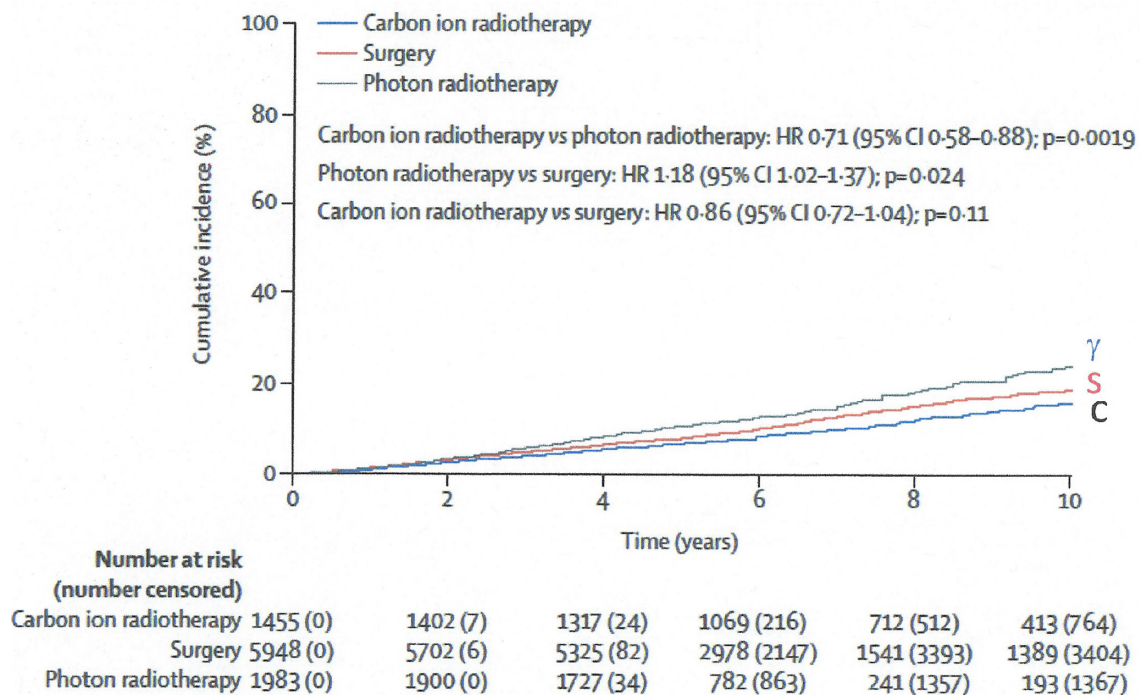 100
Carbon ion radiotherapy
Surgery
Photon radiotherapy
80
Carbon ion radiotherapy vs photon radiotherapy: HR 0·71 (95% CI 0·58–0·88); p=0·0019
Photon radiotherapy vs surgery: HR 1·18 (95% CI 1·02–1·37); p=0·024
60
Carbon ion radiotherapy vs surgery: HR 0·86 (95% CI 0·72–1·04); p=0·11
Cumulative incidence (%)
40
20
0
γ
S
C
0 2 4 6 8 10
Time (years)
Number at risk
(number censored)
Carbon ion radiotherapy 1455 (0) 1402 (7) 1317 (24) 1069 (216) 712 (512) 413 (764)
Surgery 5948 (0) 5702 (6) 5325 (82) 2978 (2147) 1541 (3393) 1389 (3404)
Photon radiotherapy 1983 (0) 1900 (0) 1727 (34) 782 (863) 241 (1357) 193 (1367)